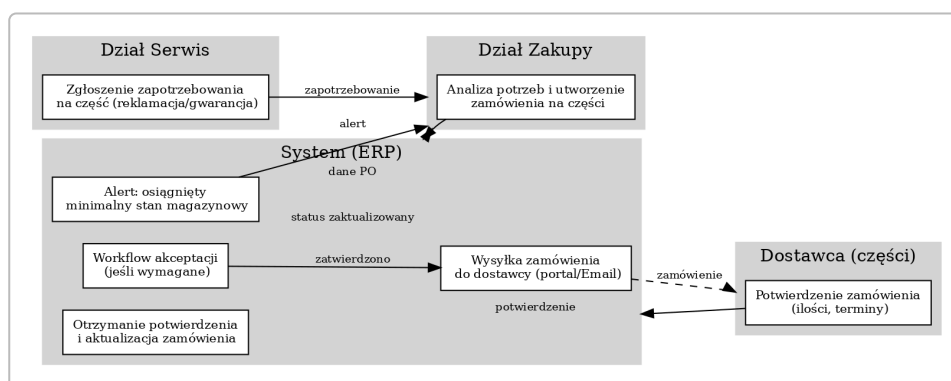 Dział Serwis
Zgłoszenie zapotrzebowania
na część (reklamacja/gwarancja)
zapotrzebowanie
Dział Zakupy
Analiza potrzeb i utworzenie
zamówienia na części
alert
System (ERP)
dane PO
Alert: osiągnięty
minimalny stan magazynowy
status zaktualizowany
Workflow akceptacji
(jeśli wymagane)
zatwierdzono
Wysyłka zamówienia
do dostawcy (portal/Email)
zamówienie
Dostawca (części)
Potwierdzenie zamówienia
(ilości, terminy)
potwierdzenie
Otrzymanie potwierdzenia
i aktualizacja zamówienia